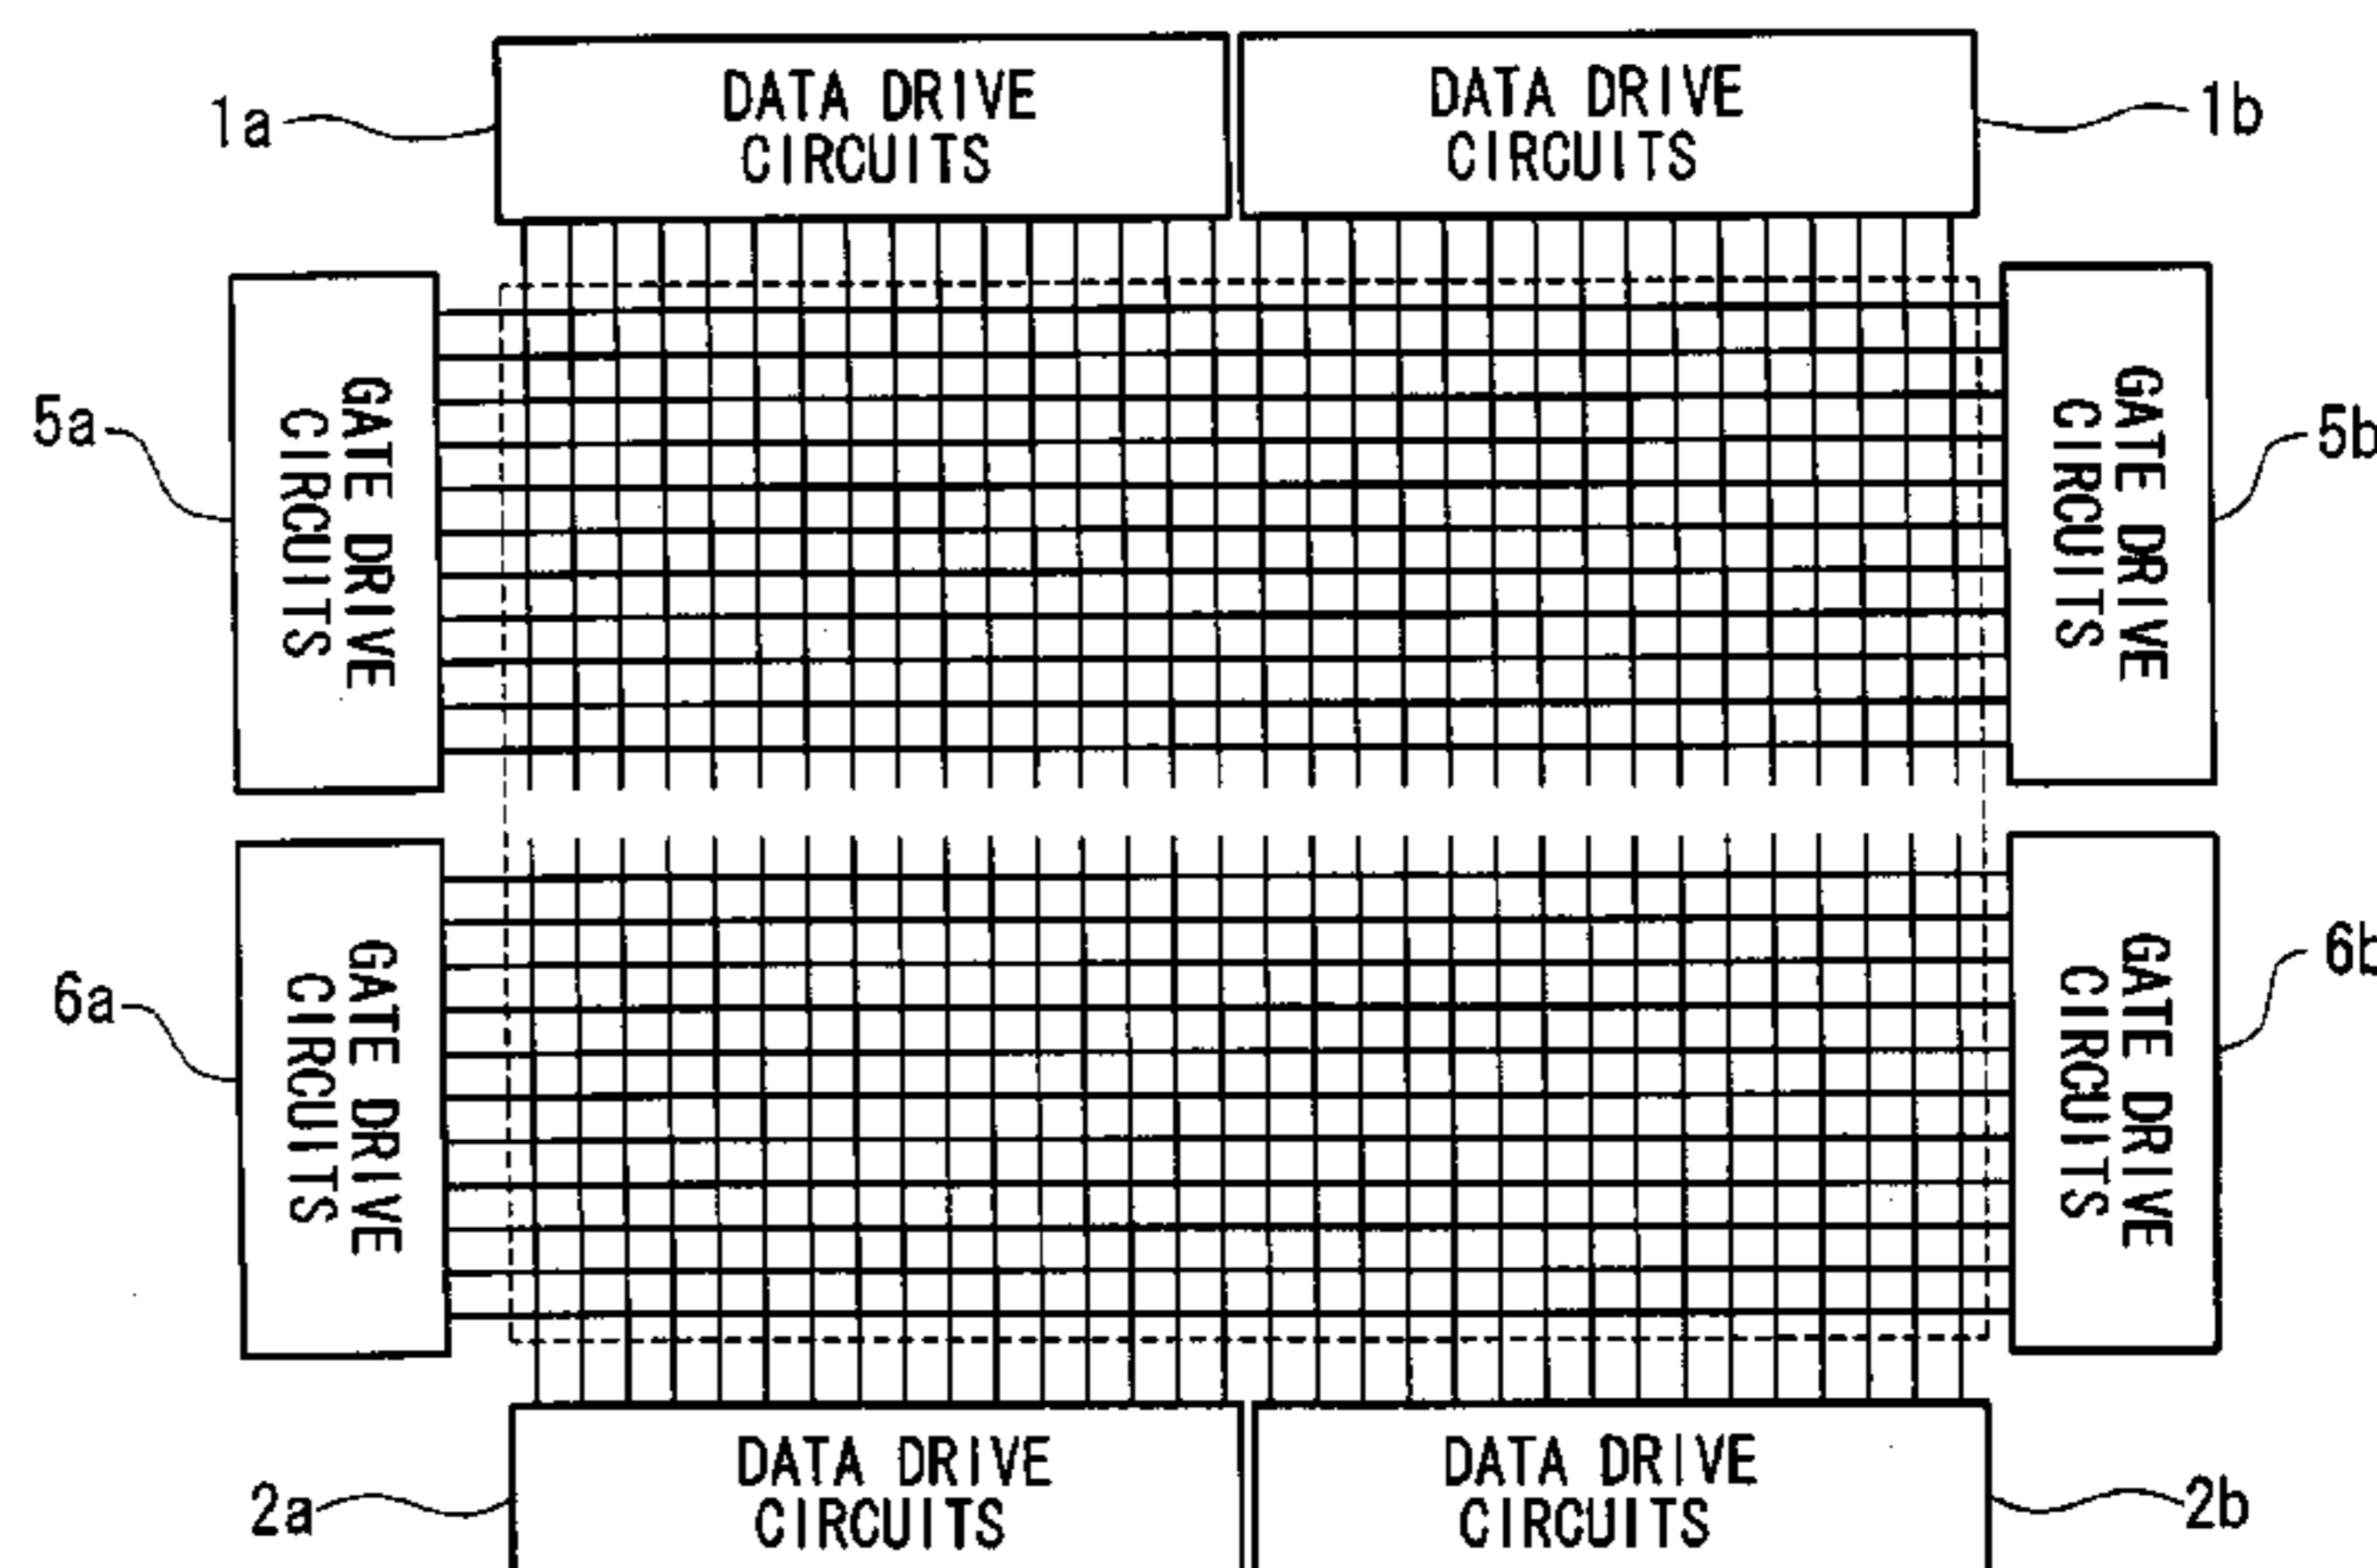 DATA DRIVE
CIRCUITS
DATA DRIVE
CIRCUITS
1a
1b
GATE DRIVE
CIRCUITS
GATE DRIVE
CIRCUITS
5a
5b
GATE DRIVE
CIRCUITS
GATE DRIVE
CIRCUITS
6a
6b
DATA DRIVE
CIRCUITS
DATA DRIVE
CIRCUITS
2a
2b